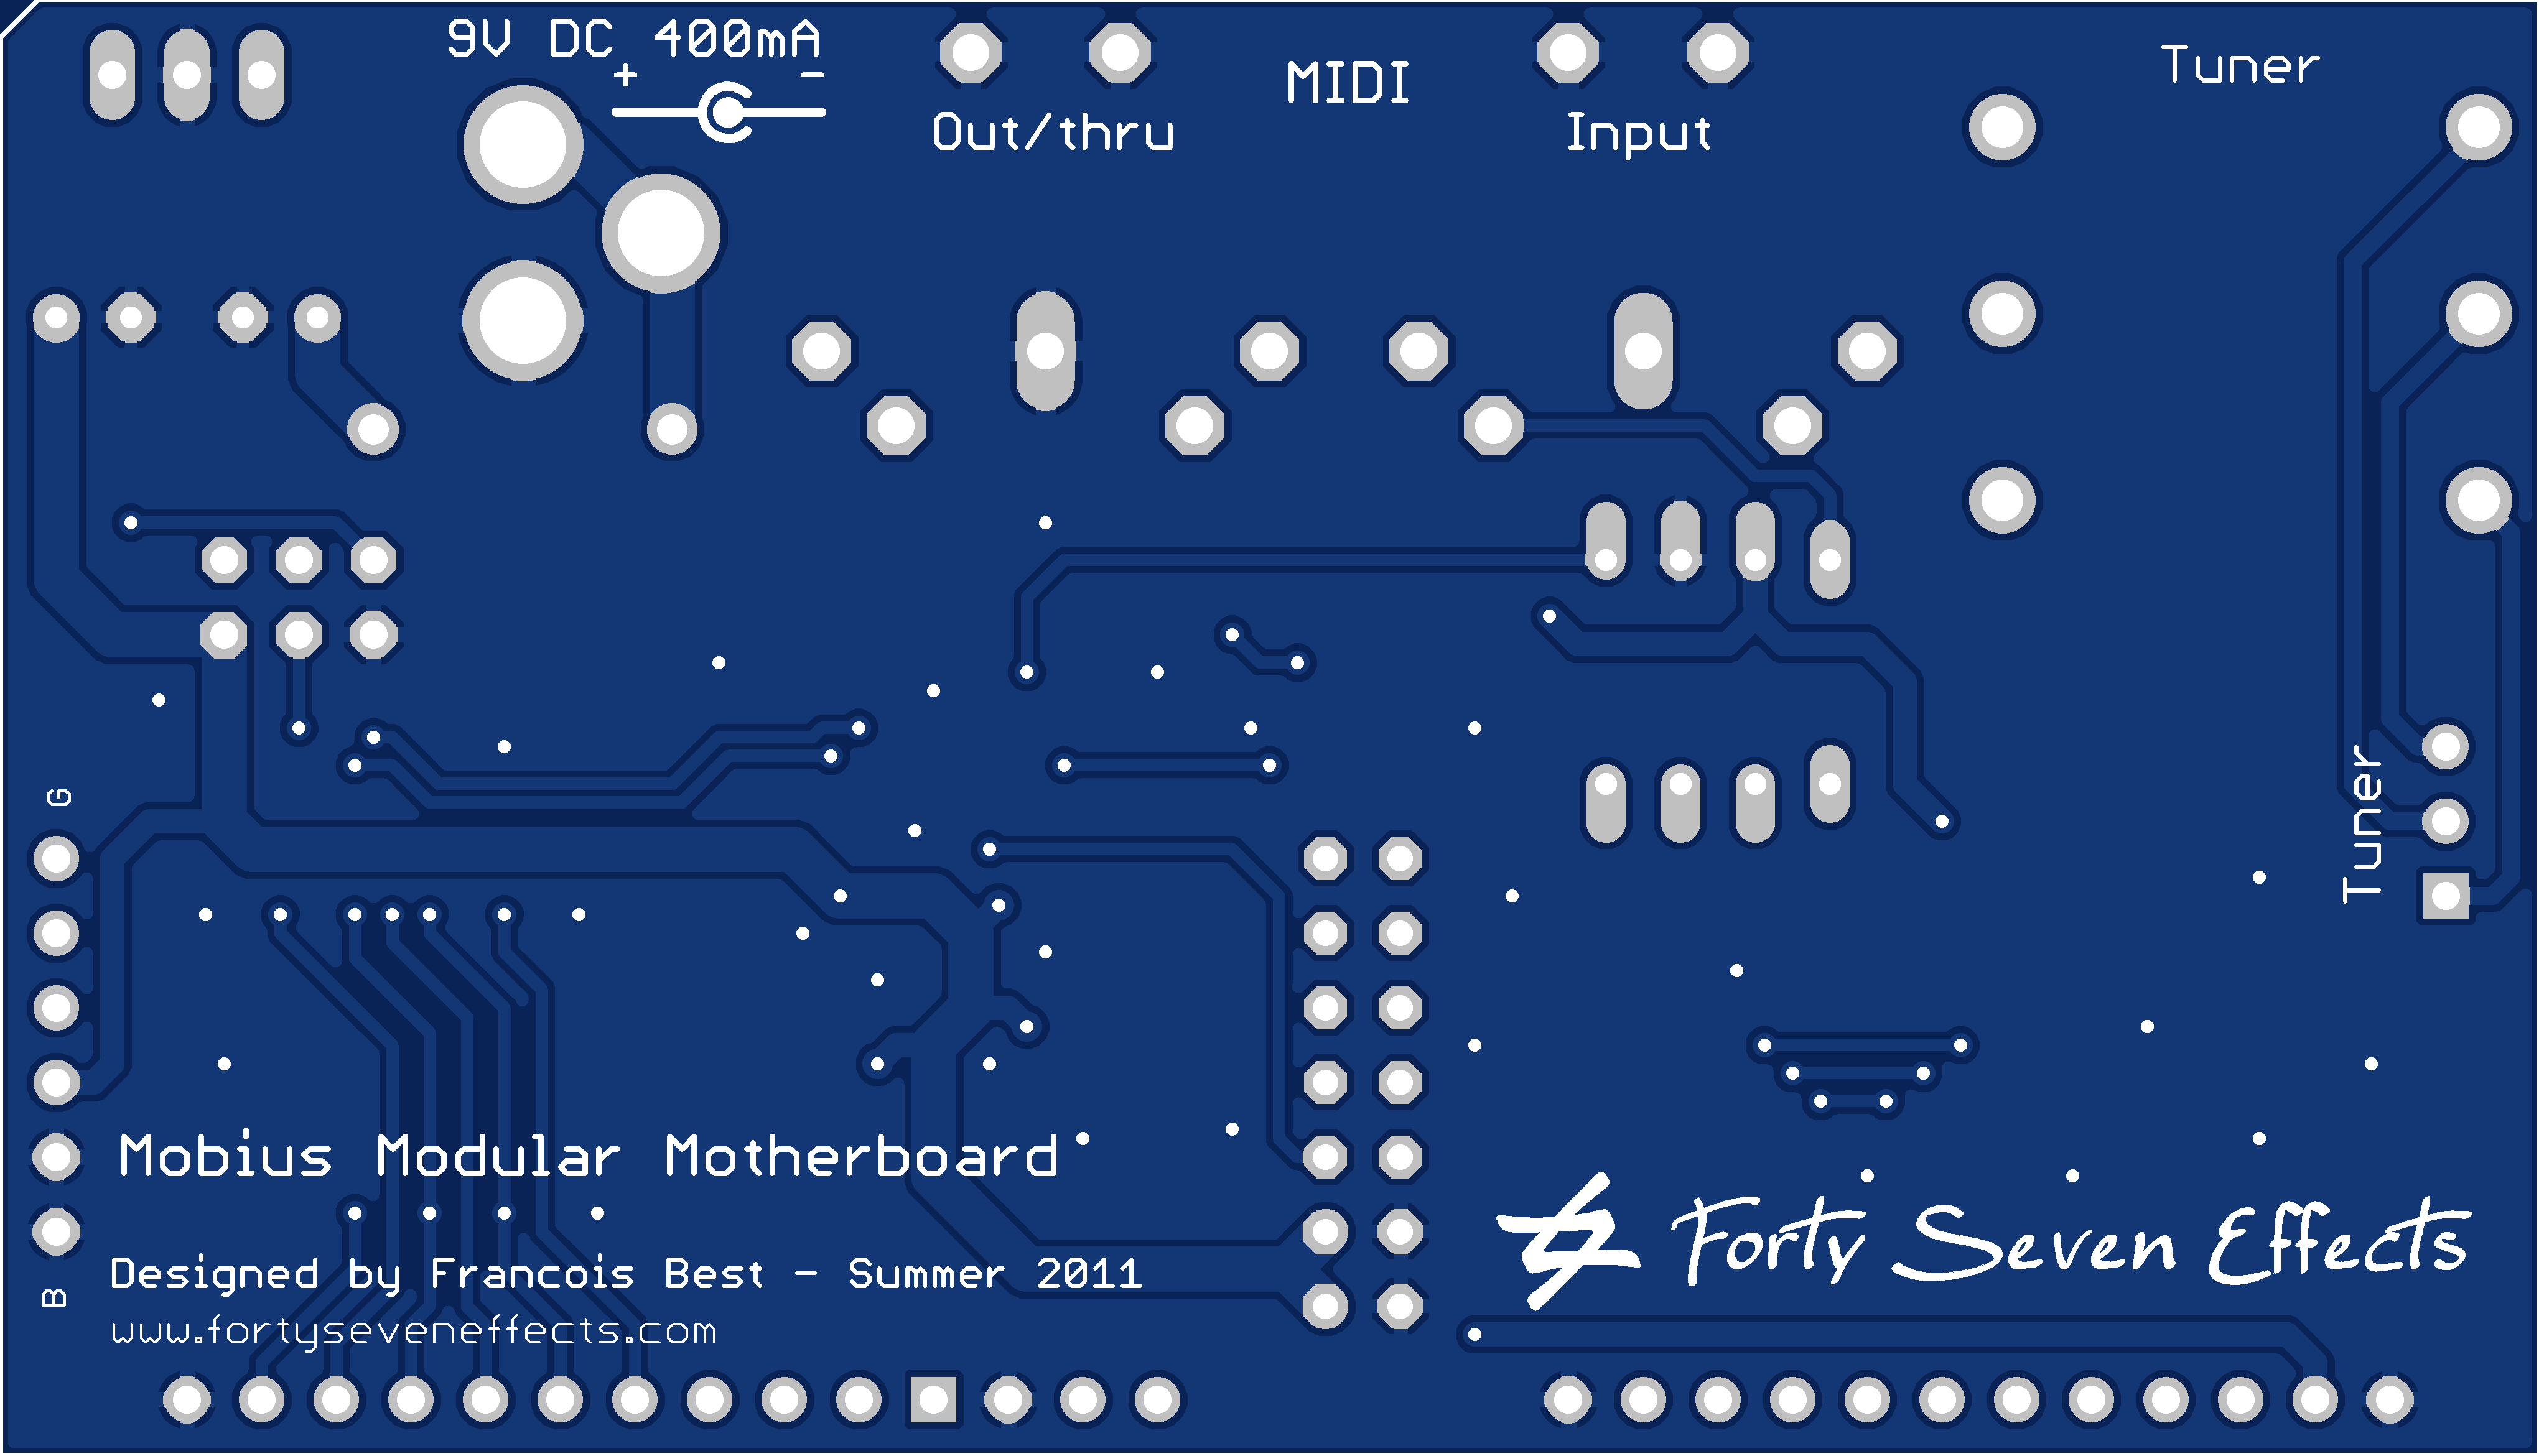 9V DC 400mA
+ -
MIDI
Out/thru
Input
Tuner
Tuner
G
Mobius Modular Motherboard
Forty Seven Effects
Designed by Francois Best - Summer 2011
B
www.fortyseveneffects.com